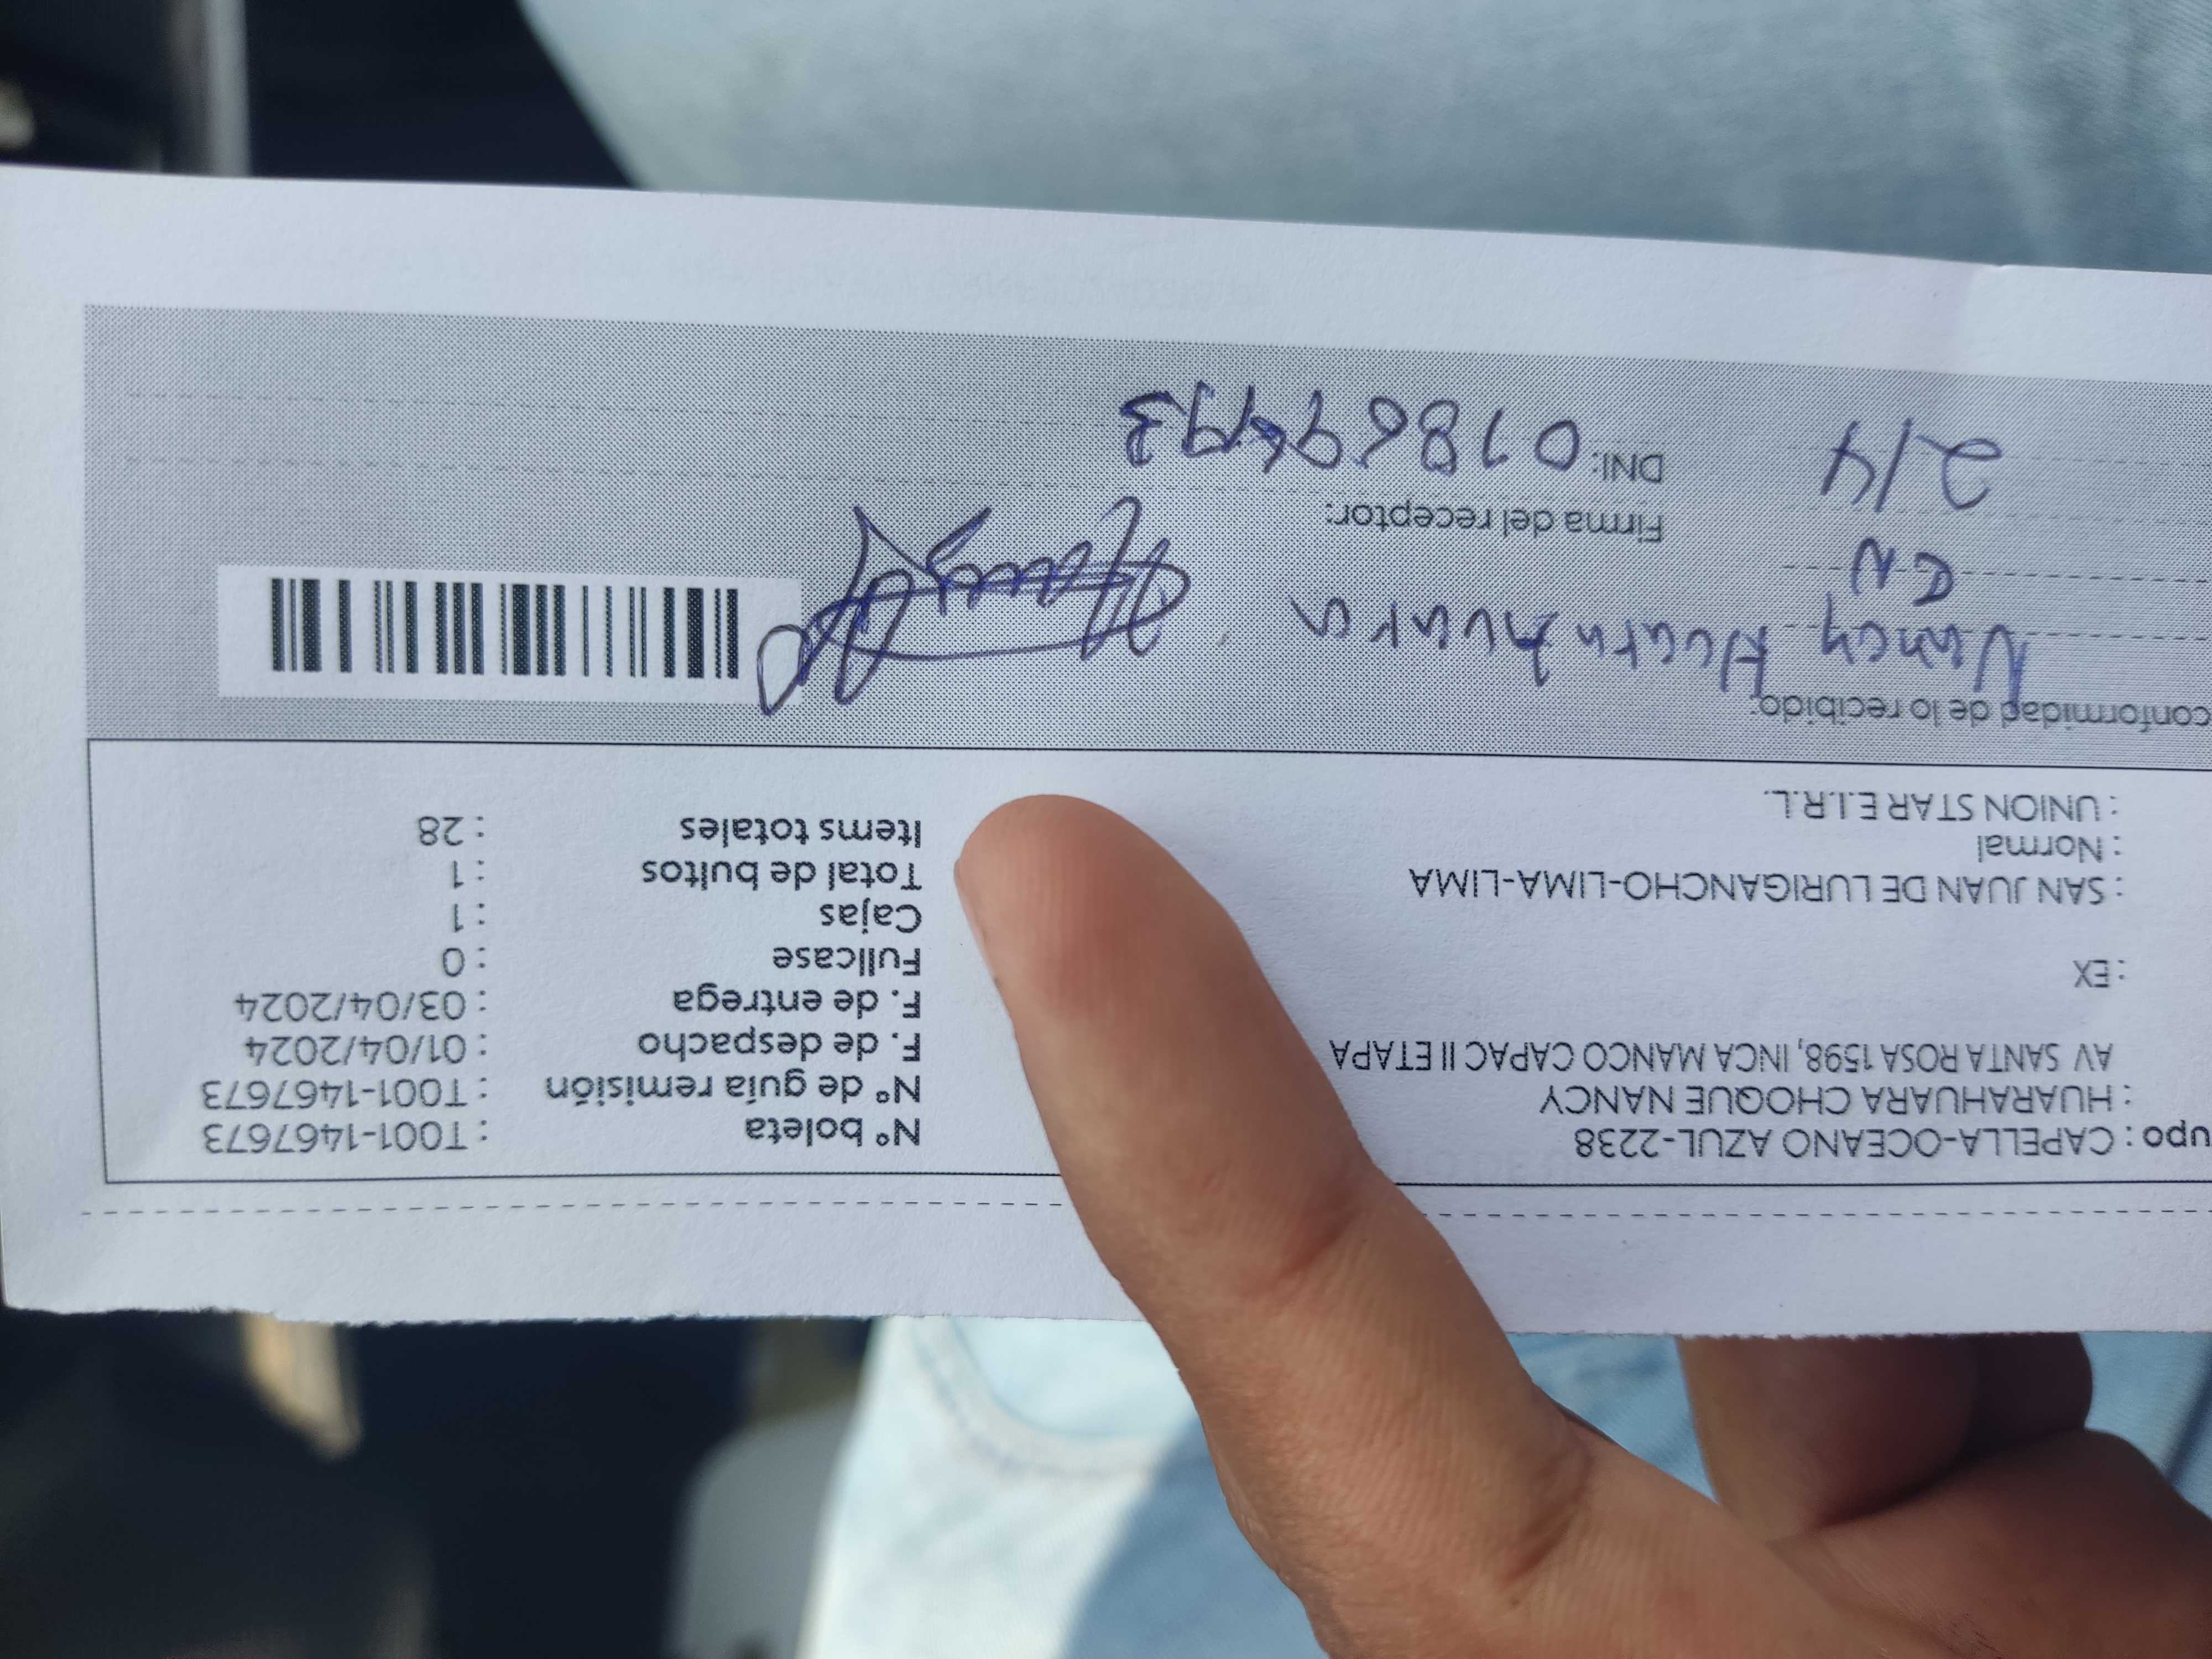 upo : CAPELLA-OCEANO AZUL-2238
: HUARAHUARA CHOQUE NANCY
AV SANTA ROSA 1598, INCA MANCO CAPAC II ETAPA
: EX
: SAN JUAN DE LURIGANCHO-LIMA-LIMA
: Normal
: UNION STAR E.I.R.L.
N° boleta : T001-1467673
N° de guía remisión : T001-1467673
F. de despacho : 01/04/2024
F. de entrega : 03/04/2024
Fullcase : 0
Cajas : 1
Total de bultos : 1
Items totales : 28
conformidad de lo recibido:
Nancy Huarahuara
CN
2/4
Firma del receptor:
DNI: